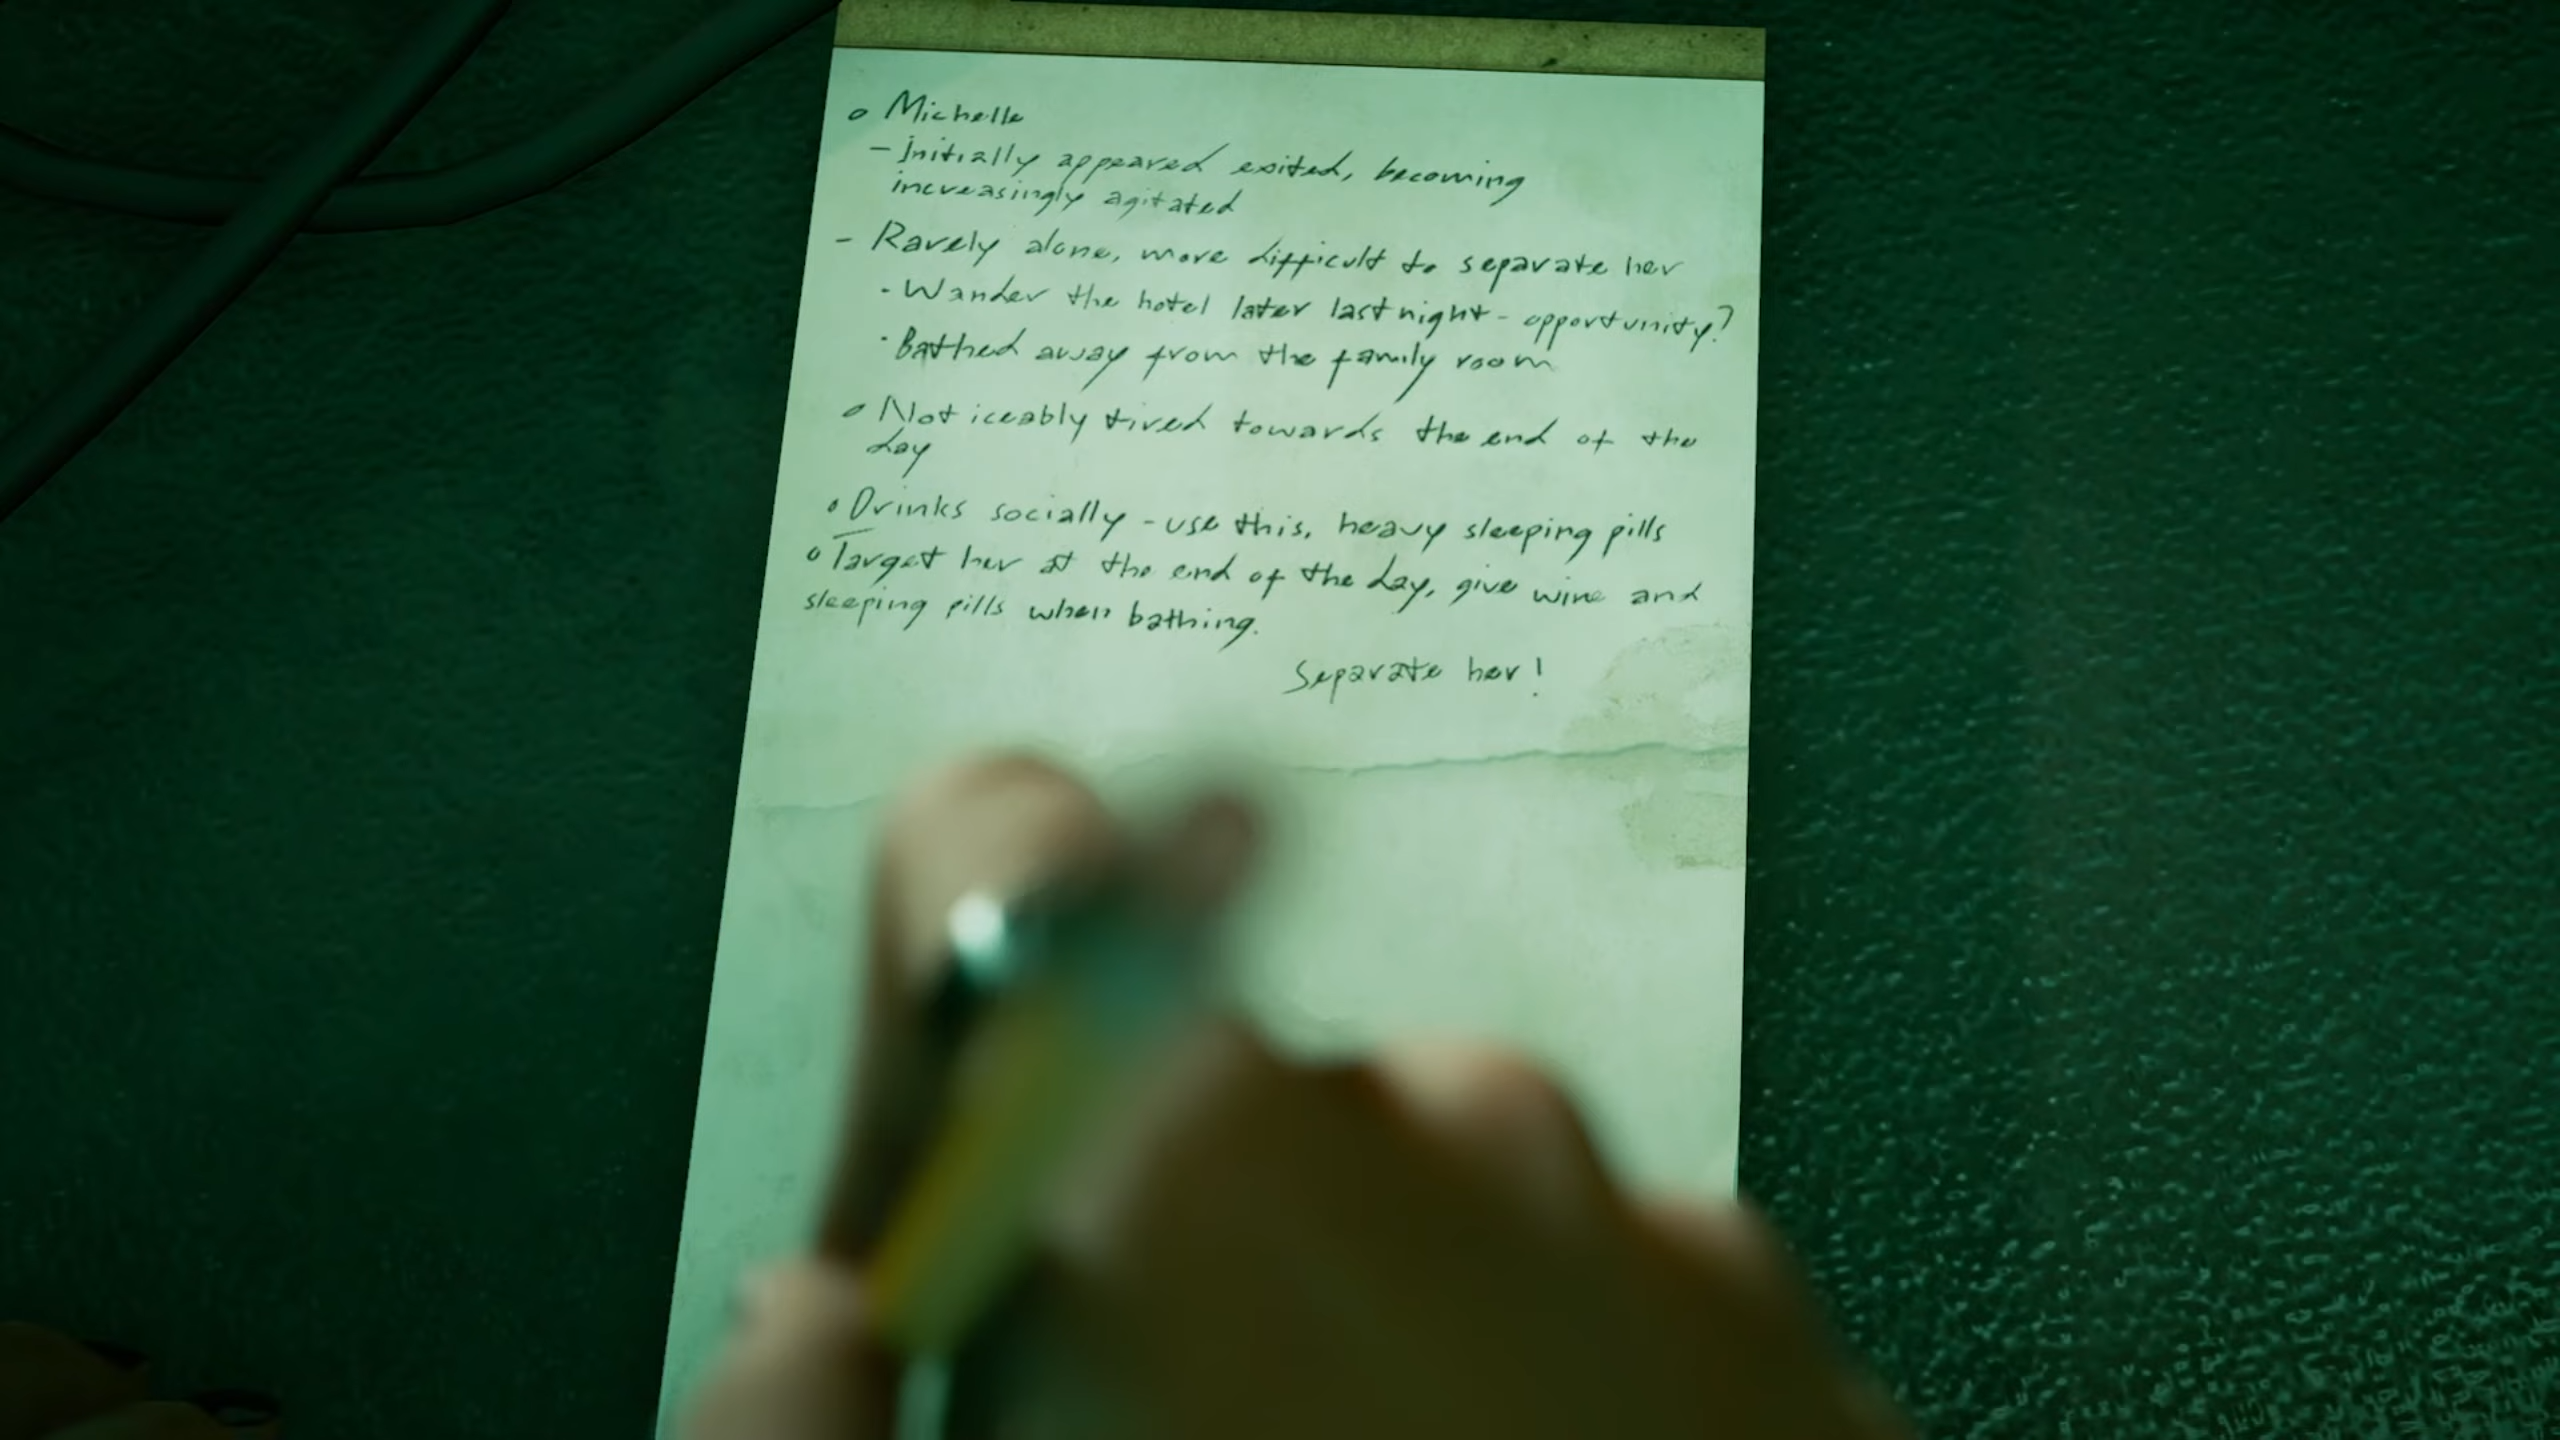 o Michelle
- Initially appeared exited, becoming
increasingly agitated
- Rarely alone, more difficult to separate her
- Wander the hotel later last night - opportunity?
· Bathed away from the family room
o Noticeably tired towards the end of the
day
o Drinks socially - use this, heavy sleeping pills
o Target her at the end of the day, give wine and
sleeping pills when bathing.
Separate her!